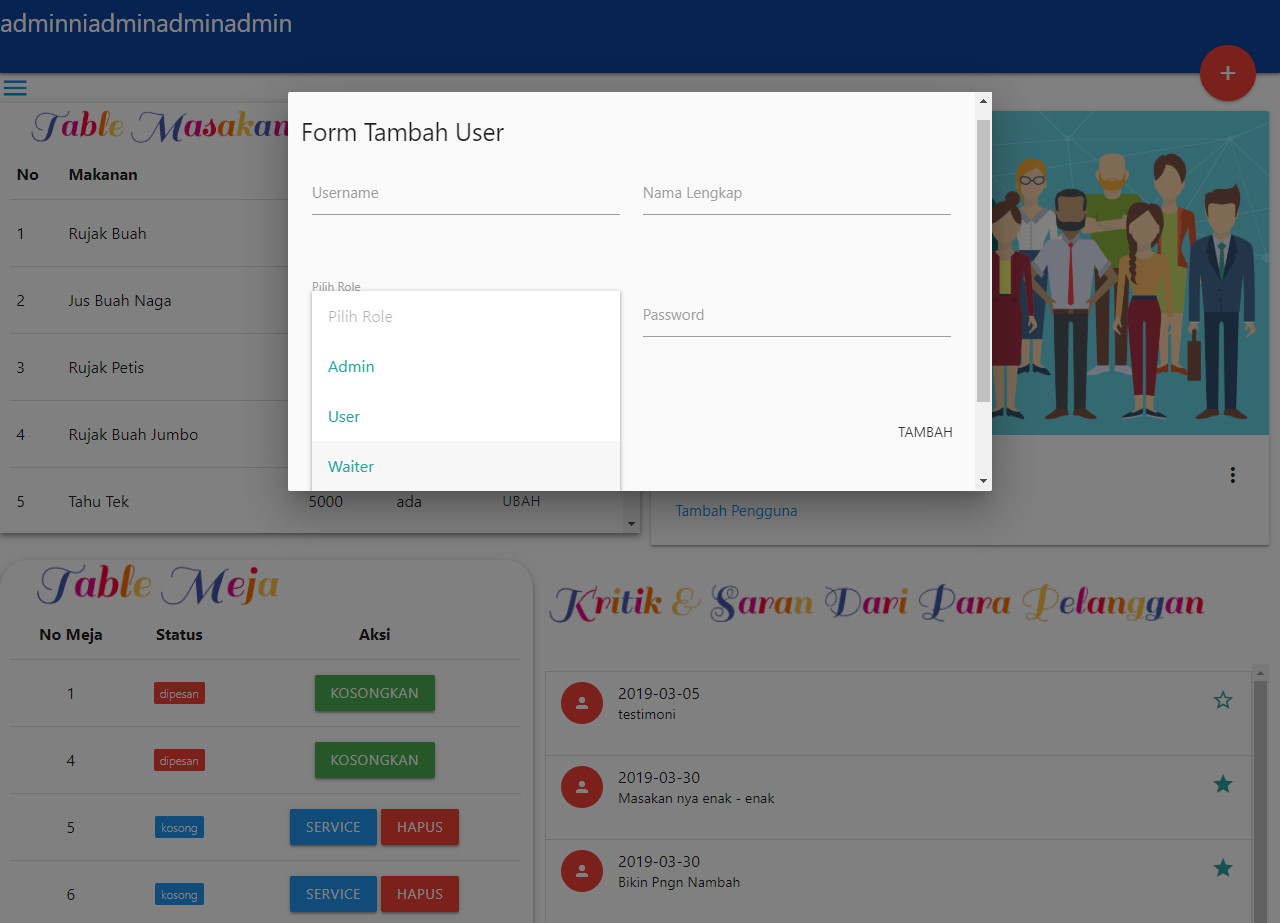 adminniadminadminadmin
+
Table Masakan
No Makanan
1 Rujak Buah
2 Jus Buah Naga
3 Rujak Petis
4 Rujak Buah Jumbo
5 Tahu Tek 5000 ada UBAH
Form Tambah User
Username Nama Lengkap
Pilih Role
Pilih Role
Password
Admin
User
Waiter
TAMBAH
Tambah Pengguna
Table Meja
No Meja Status Aksi
1 dipesan KOSONGKAN
4 dipesan KOSONGKAN
5 kosong SERVICE HAPUS
6 kosong SERVICE HAPUS
Kritik & Saran Dari Para Pelanggan
2019-03-05
testimoni
2019-03-30
Masakan nya enak - enak
2019-03-30
Bikin Pngn Nambah